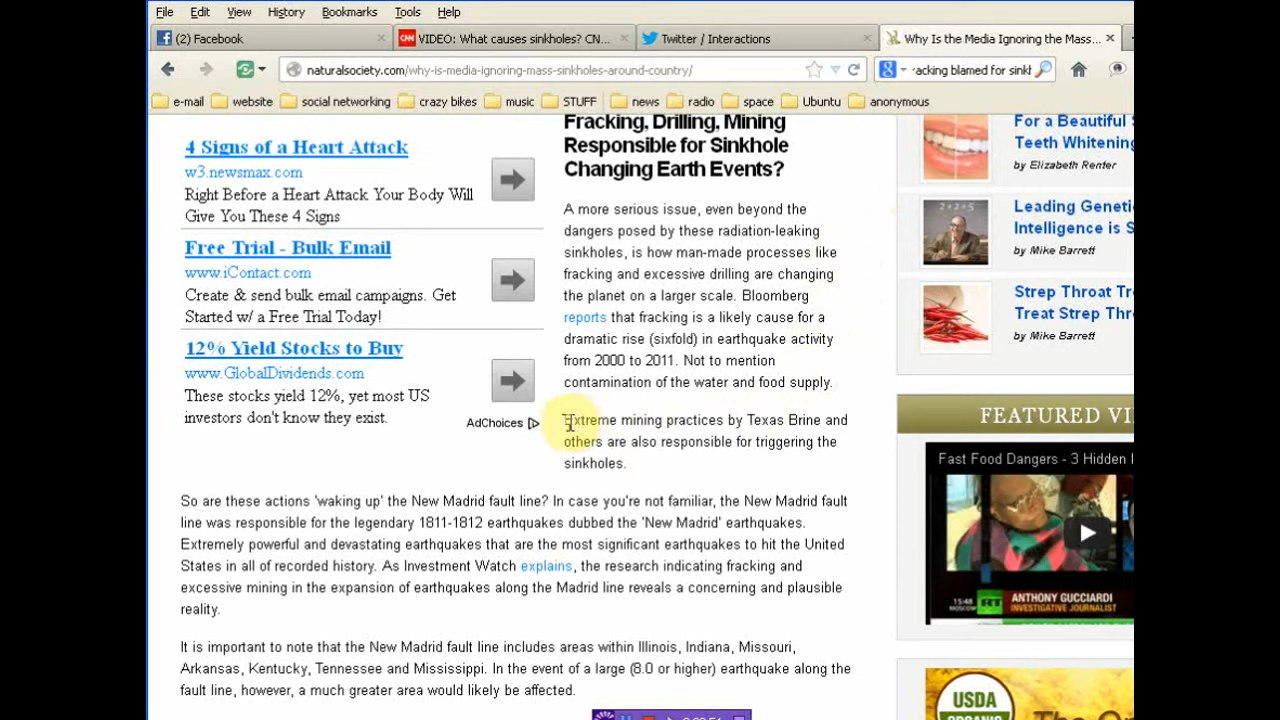 File Edit View History Bookmarks Tools Help
(2) Facebook
VIDEO: What causes sinkholes? CN...
Twitter / Interactions
Why Is the Media Ignoring the Mass...
naturalsociety.com/why-is-media-ignoring-mass-sinkholes-around-country/
acking blamed for sinkh
e-mail website social networking crazy bikes music STUFF news radio space Ubuntu anonymous
4 Signs of a Heart Attack
w3.newsmax.com
Right Before a Heart Attack Your Body Will
Give You These 4 Signs
Free Trial - Bulk Email
www.iContact.com
Create & send bulk email campaigns. Get
Started w/ a Free Trial Today!
12% Yield Stocks to Buy
www.GlobalDividends.com
These stocks yield 12%, yet most US
investors don't know they exist.
AdChoices
Fracking, Drilling, Mining
Responsible for Sinkhole
Changing Earth Events?
A more serious issue, even beyond the
dangers posed by these radiation-leaking
sinkholes, is how man-made processes like
fracking and excessive drilling are changing
the planet on a larger scale. Bloomberg
reports that fracking is a likely cause for a
dramatic rise (sixfold) in earthquake activity
from 2000 to 2011. Not to mention
contamination of the water and food supply.
Extreme mining practices by Texas Brine and
others are also responsible for triggering the
sinkholes.
So are these actions 'waking up' the New Madrid fault line? In case you're not familiar, the New Madrid fault
line was responsible for the legendary 1811-1812 earthquakes dubbed the 'New Madrid' earthquakes.
Extremely powerful and devastating earthquakes that are the most significant earthquakes to hit the United
States in all of recorded history. As Investment Watch explains, the research indicating fracking and
excessive mining in the expansion of earthquakes along the Madrid line reveals a concerning and plausible
reality.
It is important to note that the New Madrid fault line includes areas within Illinois, Indiana, Missouri,
Arkansas, Kentucky, Tennessee and Mississippi. In the event of a large (8.0 or higher) earthquake along the
fault line, however, a much greater area would likely be affected.
For a Beautiful S
Teeth Whitening
by Elizabeth Renter
2+2=5
Leading Genetic
Intelligence is S
by Mike Barrett
Strep Throat Tre
Treat Strep Thro
by Mike Barrett
FEATURED VI
Fast Food Dangers - 3 Hidden I
15:48
MOSCOW
RT
ANTHONY GUCCIARDI
INVESTIGATIVE JOURNALIST
USDA
ORGANIC